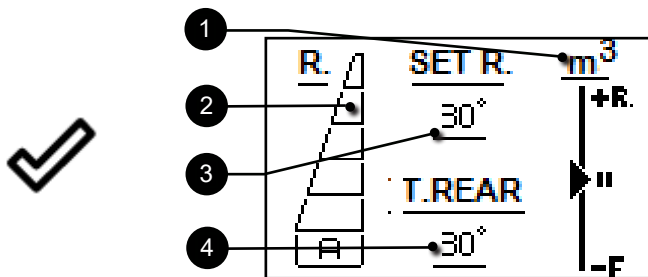 1
R. SET R. m³
2 +R.
30°
3
"
T.REAR
4 A 30°
-F